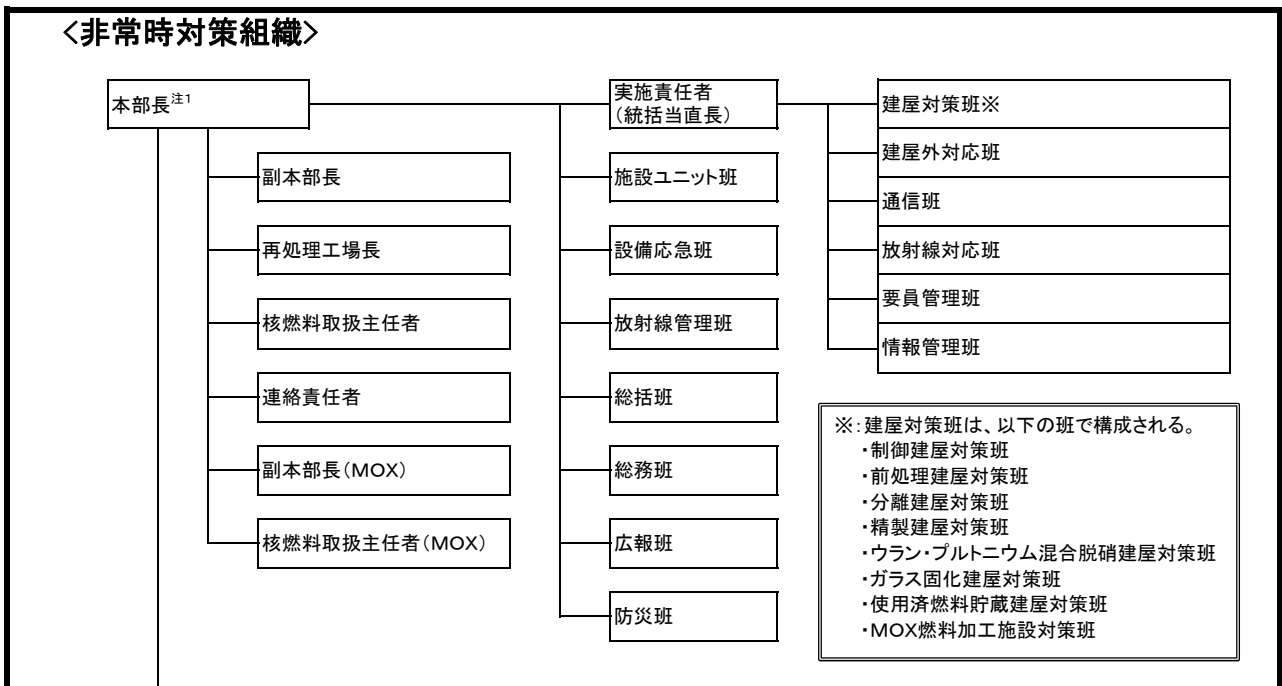 <非常時対策組織>
本部長注1
副本部長
再処理工場長
核燃料取扱主任者
連絡責任者
副本部長(MOX)
核燃料取扱主任者(MOX)
実施責任者
(統括当直長)
施設ユニット班
設備応急班
放射線管理班
総括班
総務班
広報班
防災班
建屋対策班※
建屋外対応班
通信班
放射線対応班
要員管理班
情報管理班
※:建屋対策班は、以下の班で構成される。
・制御建屋対策班
・前処理建屋対策班
・分離建屋対策班
・精製建屋対策班
・ウラン・プルトニウム混合脱硝建屋対策班
・ガラス固化建屋対策班
・使用済燃料貯蔵建屋対策班
・MOX燃料加工施設対策班